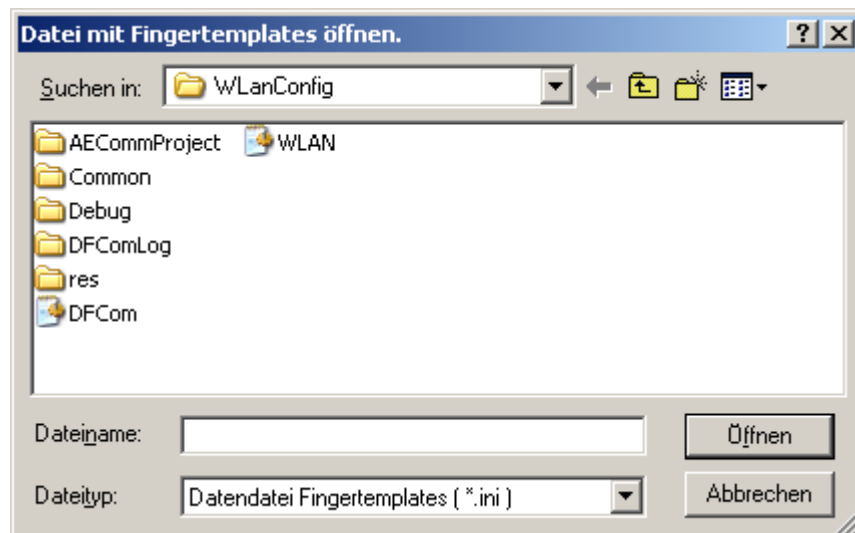 Datei mit Fingertemplates öffnen.
Suchen in: WLanConfig
AECommProject WLAN
Common
Debug
DFComLog
res
DFCom
Dateiname: Öffnen
Dateityp: Datendatei Fingertemplates ( *.ini ) Abbrechen